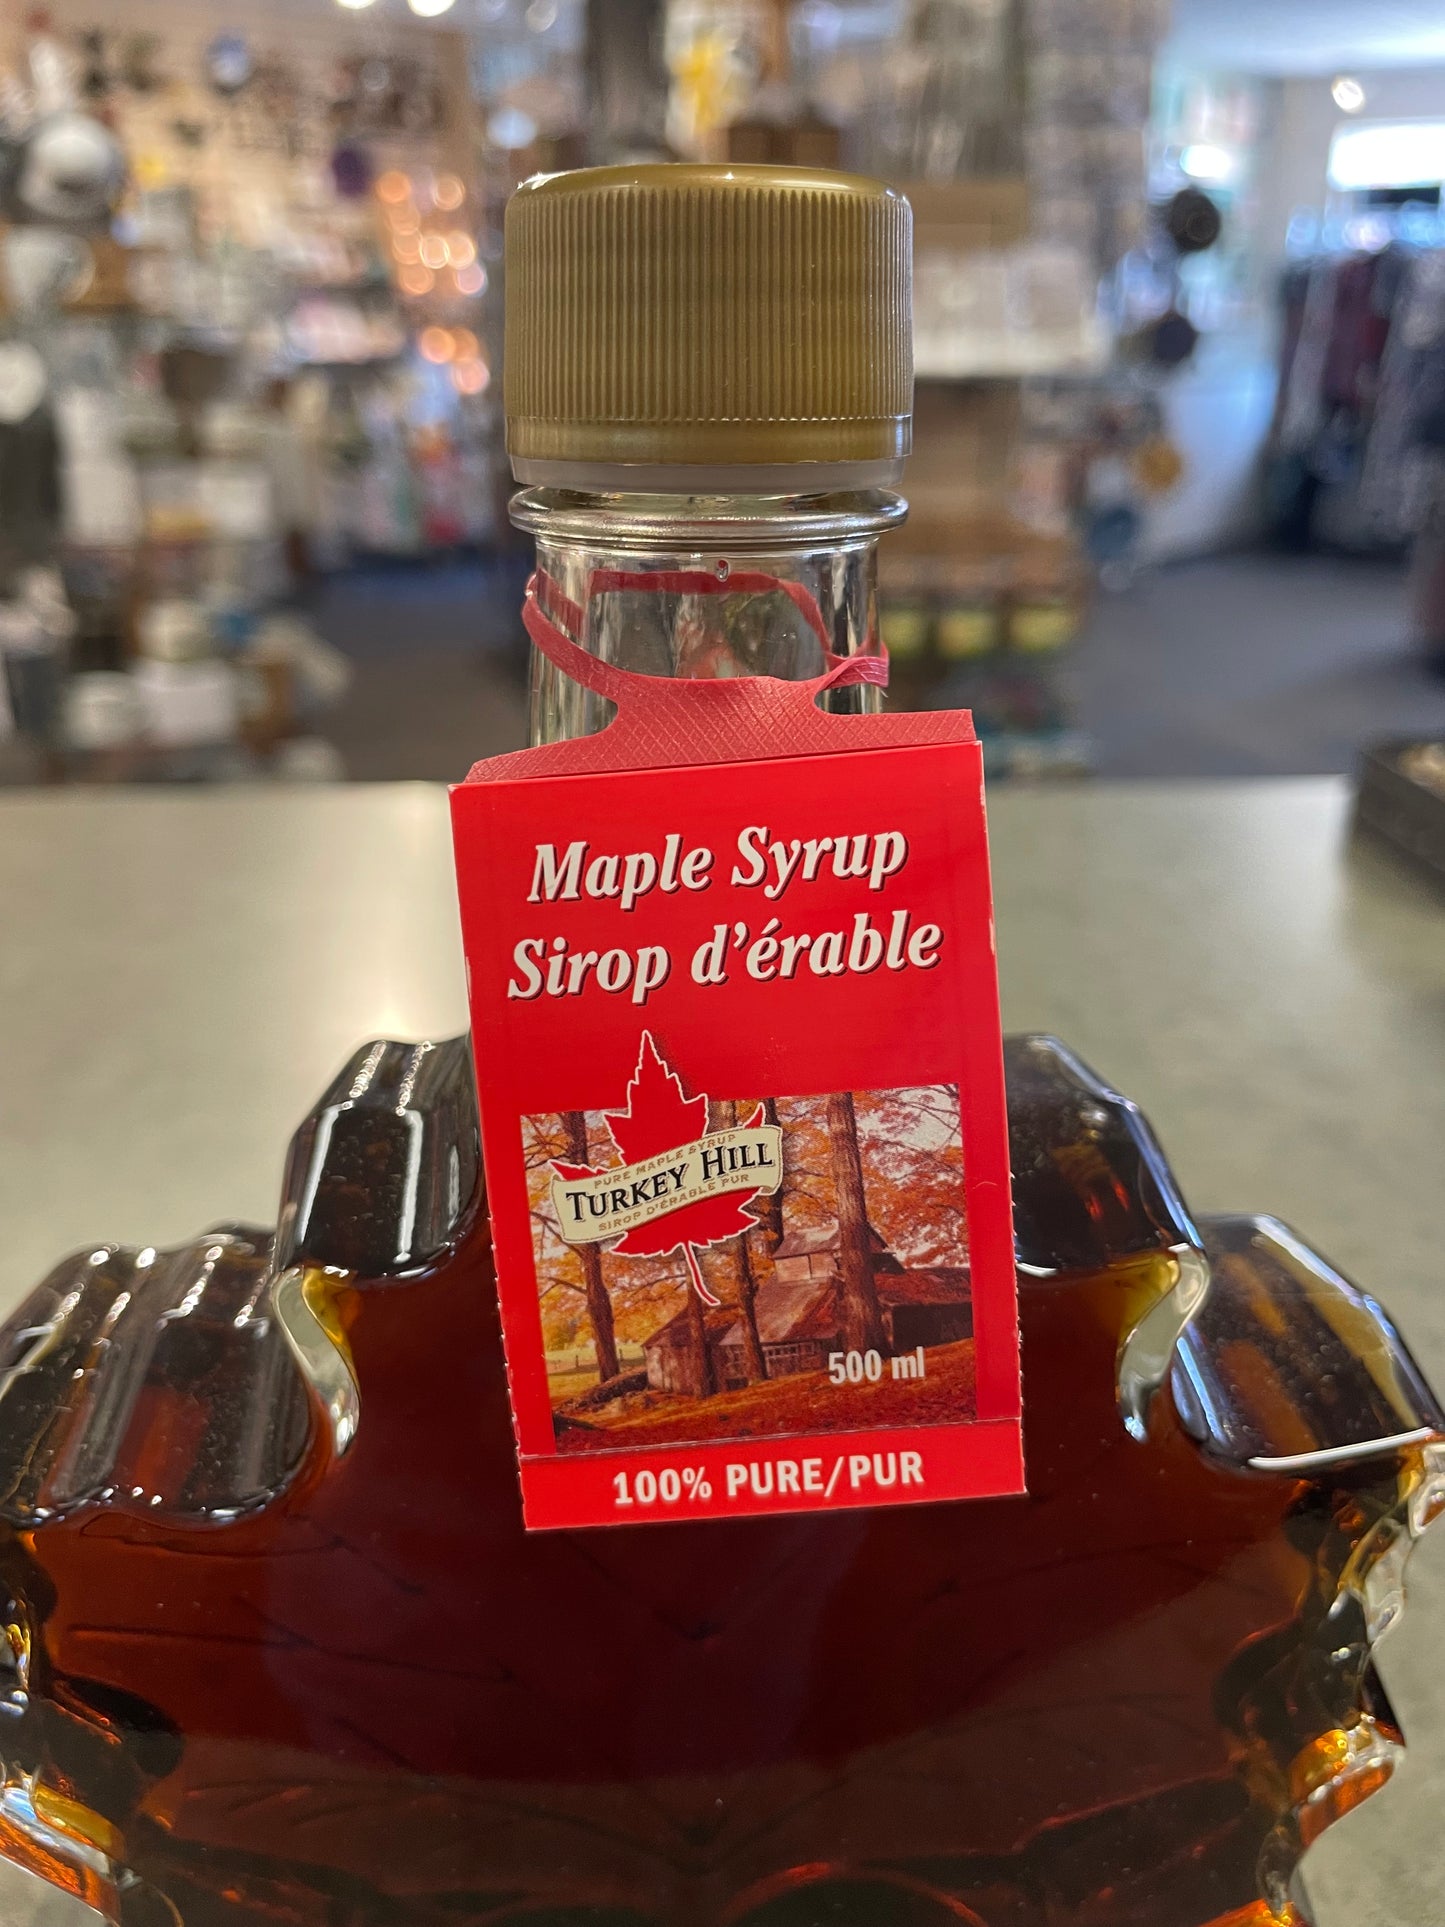 Maple Syrup
Sirop d'érable
PURE MAPLE SYRUP
TURKEY HILL
SIROP D'ÉRABLE PUR
500 ml
100% PURE/PUR